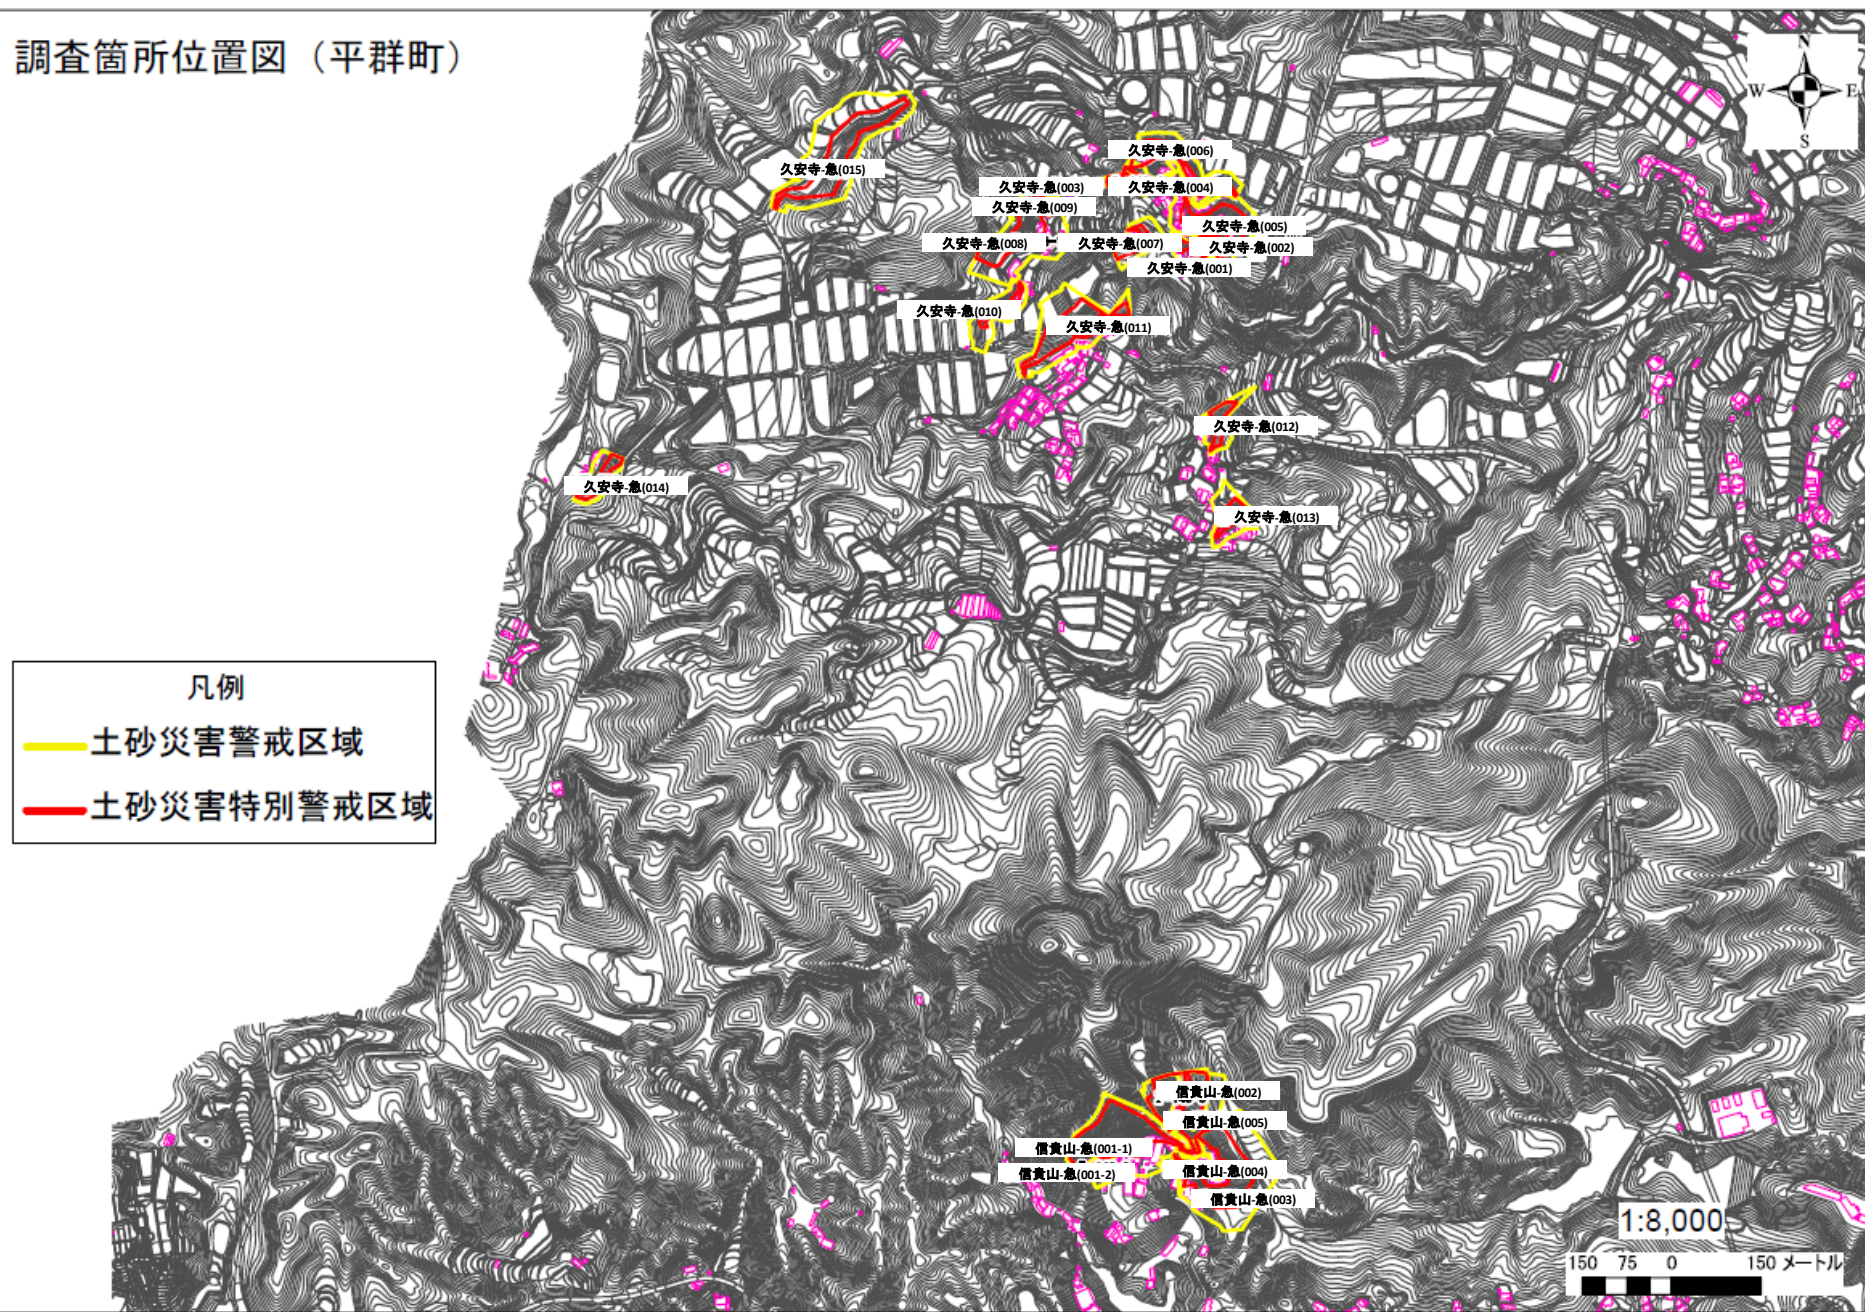 調査箇所位置図（平群町）
N
W
E
S
久安寺-急(006)
久安寺-急(015)
久安寺-急(003)
久安寺-急(004)
久安寺-急(009)
久安寺-急(005)
久安寺-急(008)
久安寺-急(007)
久安寺-急(002)
久安寺-急(001)
久安寺-急(010)
久安寺-急(011)
久安寺-急(012)
久安寺-急(014)
久安寺-急(013)
凡例
土砂災害警戒区域
土砂災害特別警戒区域
信貴山-急(002)
信貴山-急(005)
信貴山-急(001-1)
信貴山-急(004)
信貴山-急(001-2)
信貴山-急(003)
1:8,000
150 75 0 150 メートル